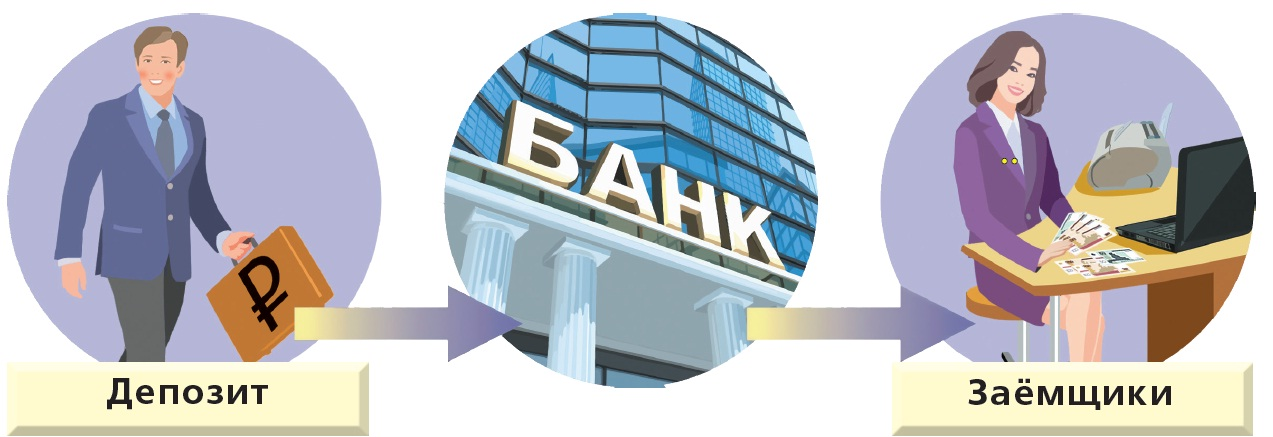 ₽
БАНК
Депозит
Заёмщики